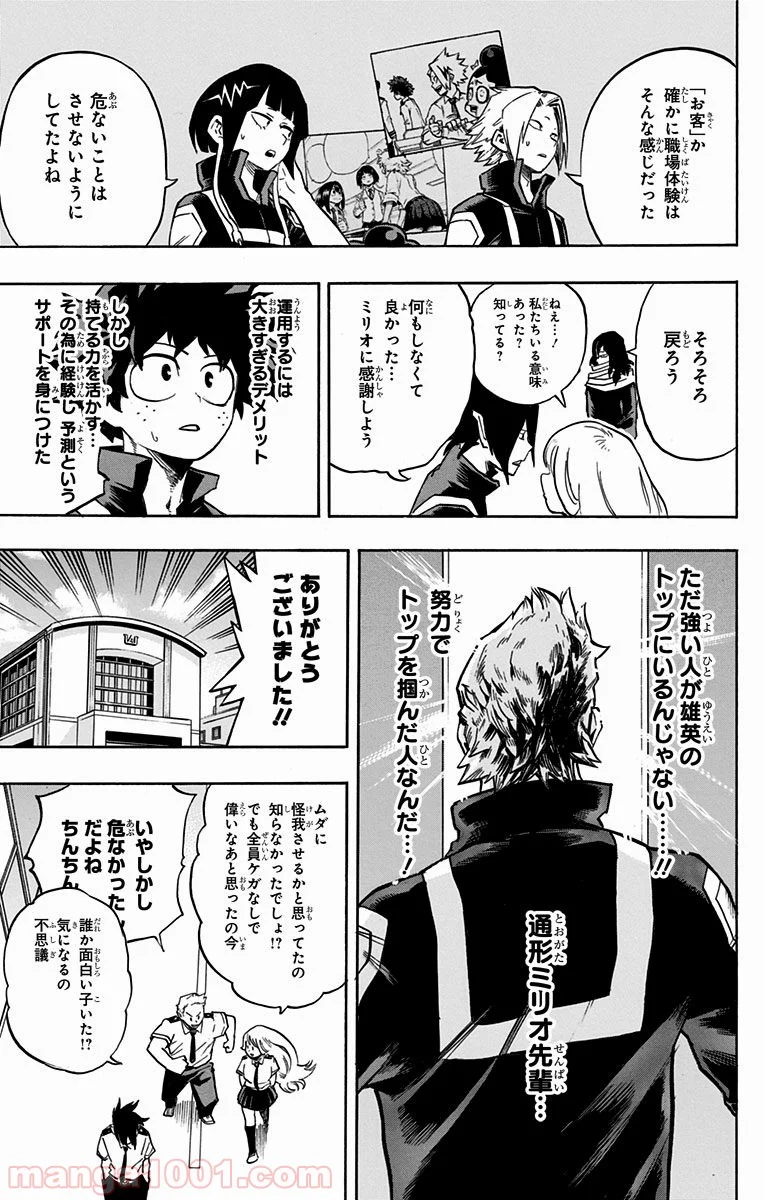 「お客」か
確かに職場体験は
そんな感じだった
危ないことは
させないように
してたよね
そろそろ
戻ろう
ねえ…!
私たちいる意味
あった?
知ってる?
何もしなくて
良かった…
ミリオに感謝しよう
運用するには
大きすぎるデメリット
しかし
持てる力を活かす…
その為に経験し 予測という
サポートを身につけた
ただ強い人が雄英の
トップにいるんじゃない……!
努力で
トップを掴んだ人なんだ…!!
通形ミリオ先輩…
ありがとう
ございました!!
ムダに
怪我させるかと思ってたの
知らなかったでしょ!?
でも全員ケガなしで
偉いなあと思ったの今
いやしかし
危なかった,
だよね
ちんちん
誰か面白い子いた!?
気になるの
不思議
manga1001.com